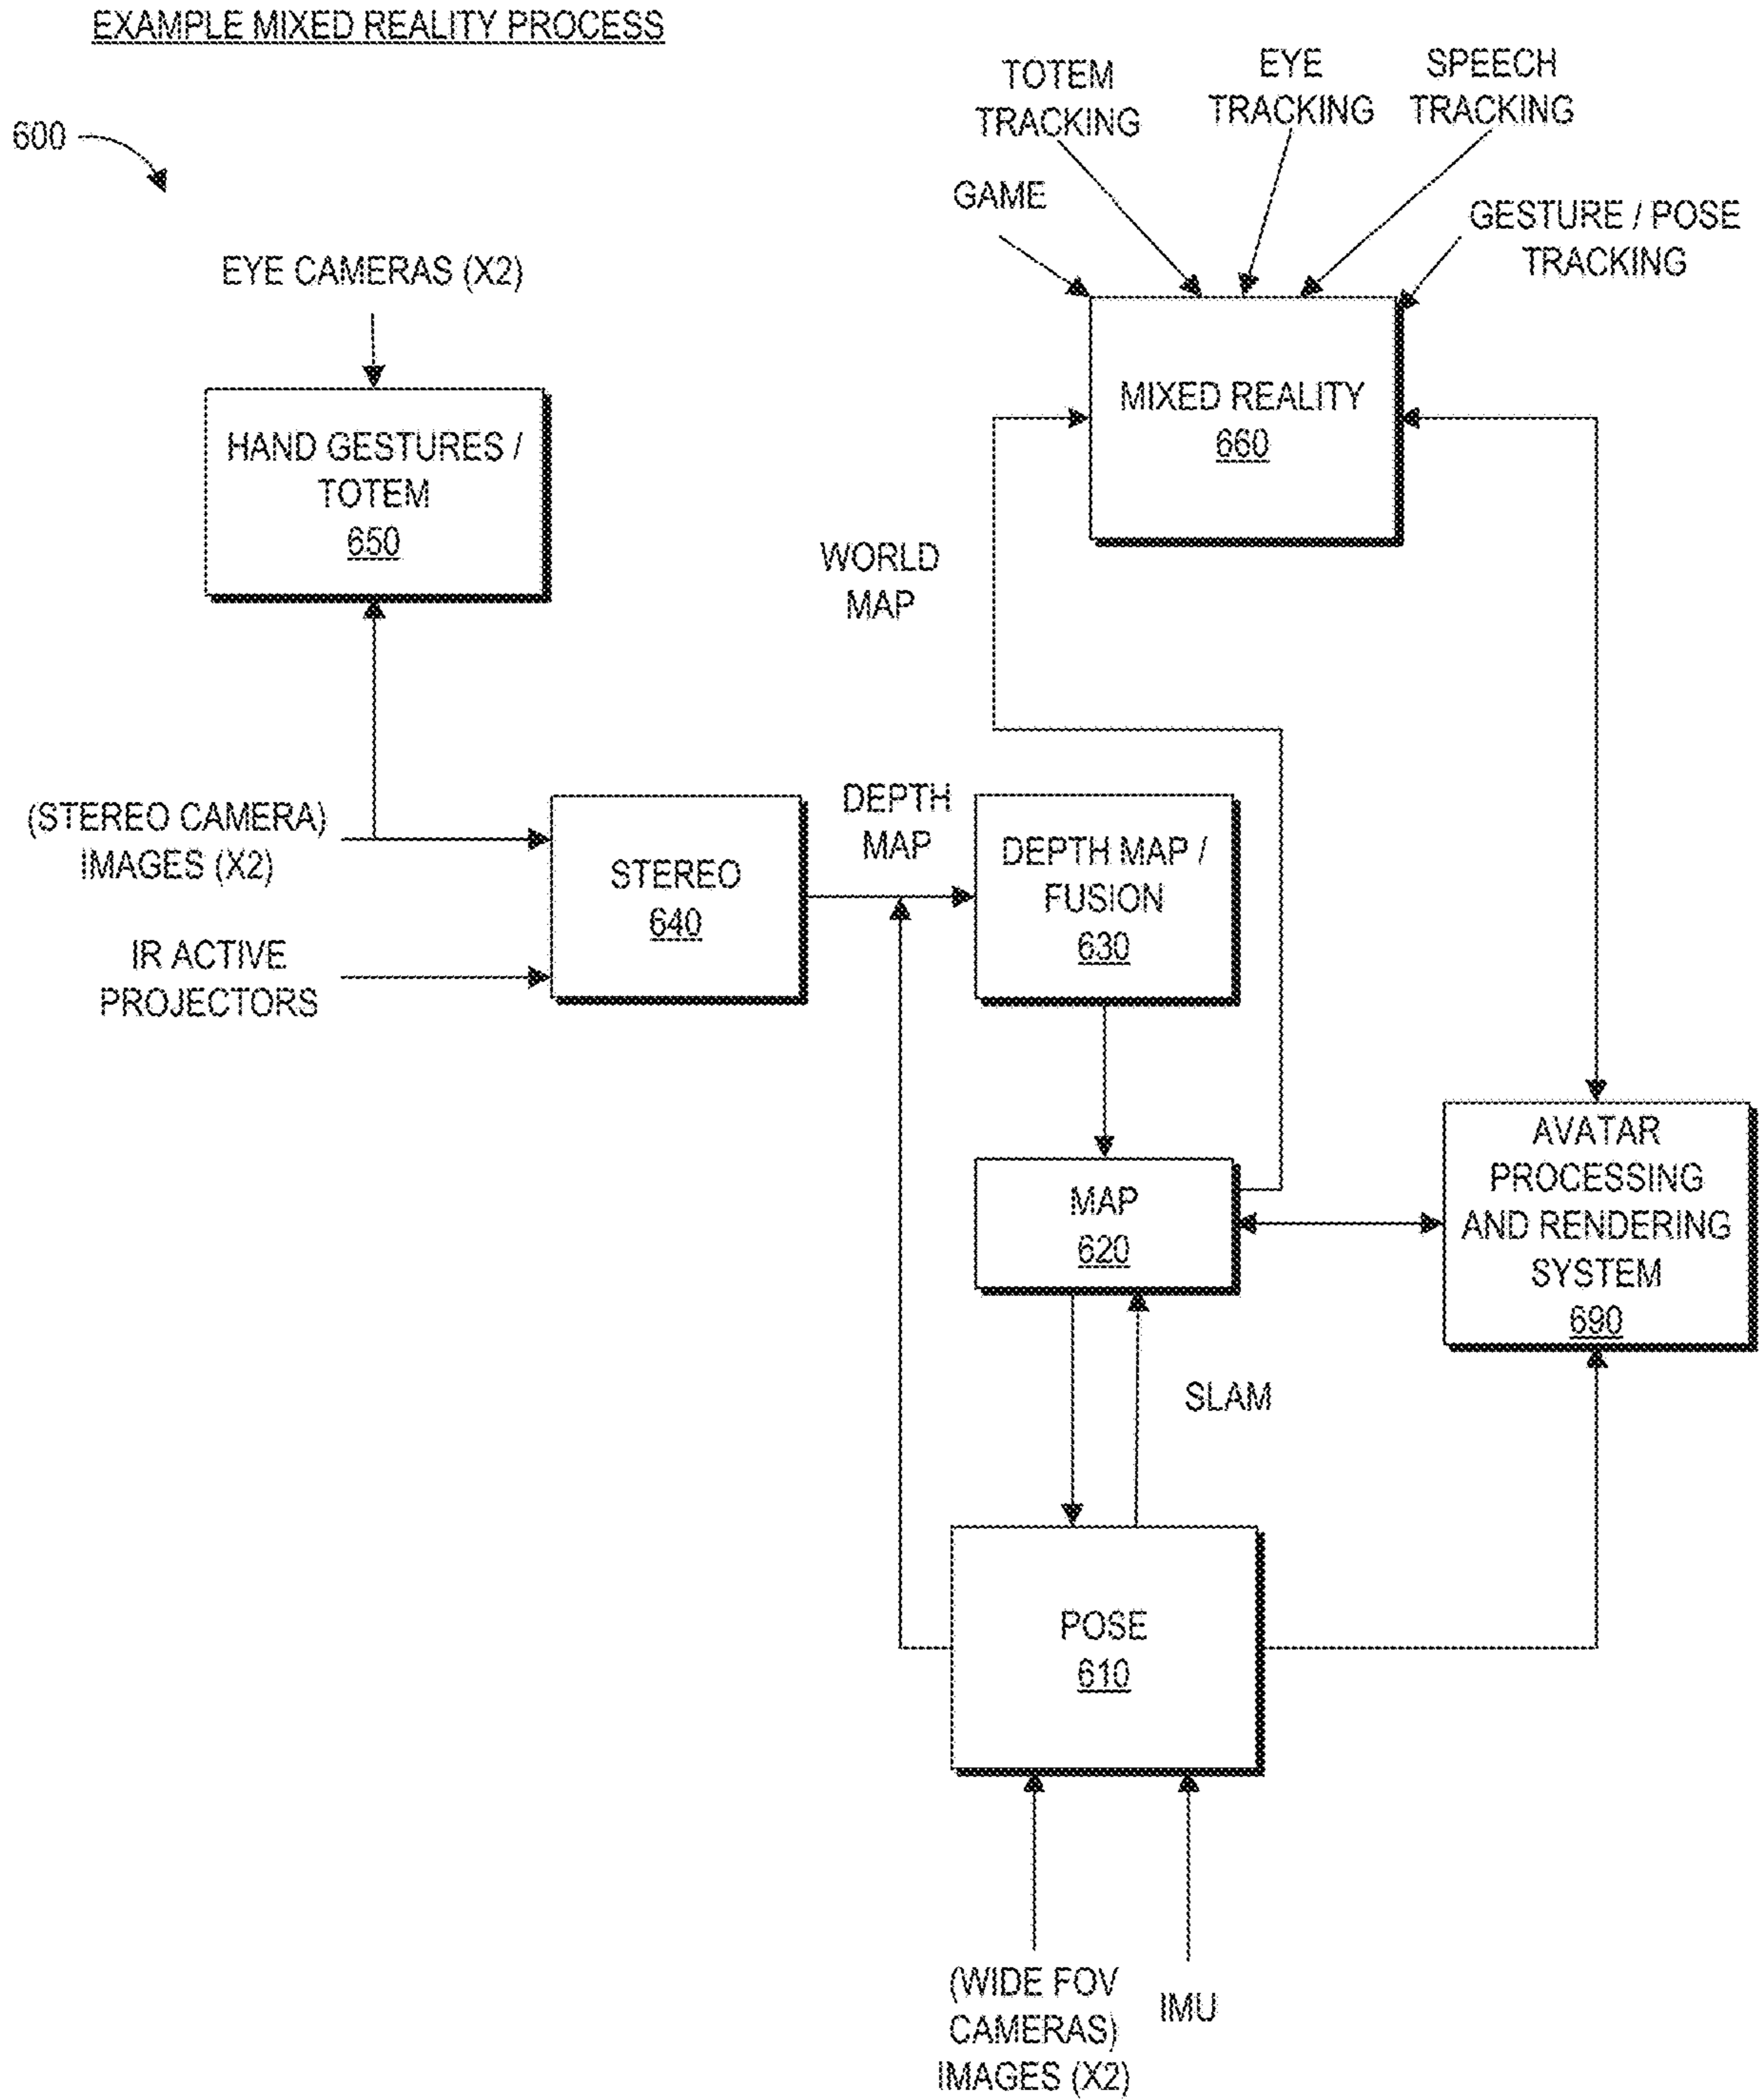 EXAMPLE MIXED REALITY PROCESS
600
TOTEM
TRACKING
EYE
TRACKING
SPEECH
TRACKING
GAME
GESTURE / POSE
TRACKING
EYE CAMERAS (X2)
HAND GESTURES /
TOTEM
650
MIXED REALITY
660
WORLD
MAP
(STEREO CAMERA)
IMAGES (X2)
IR ACTIVE
PROJECTORS
STEREO
640
DEPTH
MAP
DEPTH MAP /
FUSION
630
MAP
620
AVATAR
PROCESSING
AND RENDERING
SYSTEM
690
SLAM
POSE
610
(WIDE FOV
CAMERAS)
IMAGES (X2)
IMU